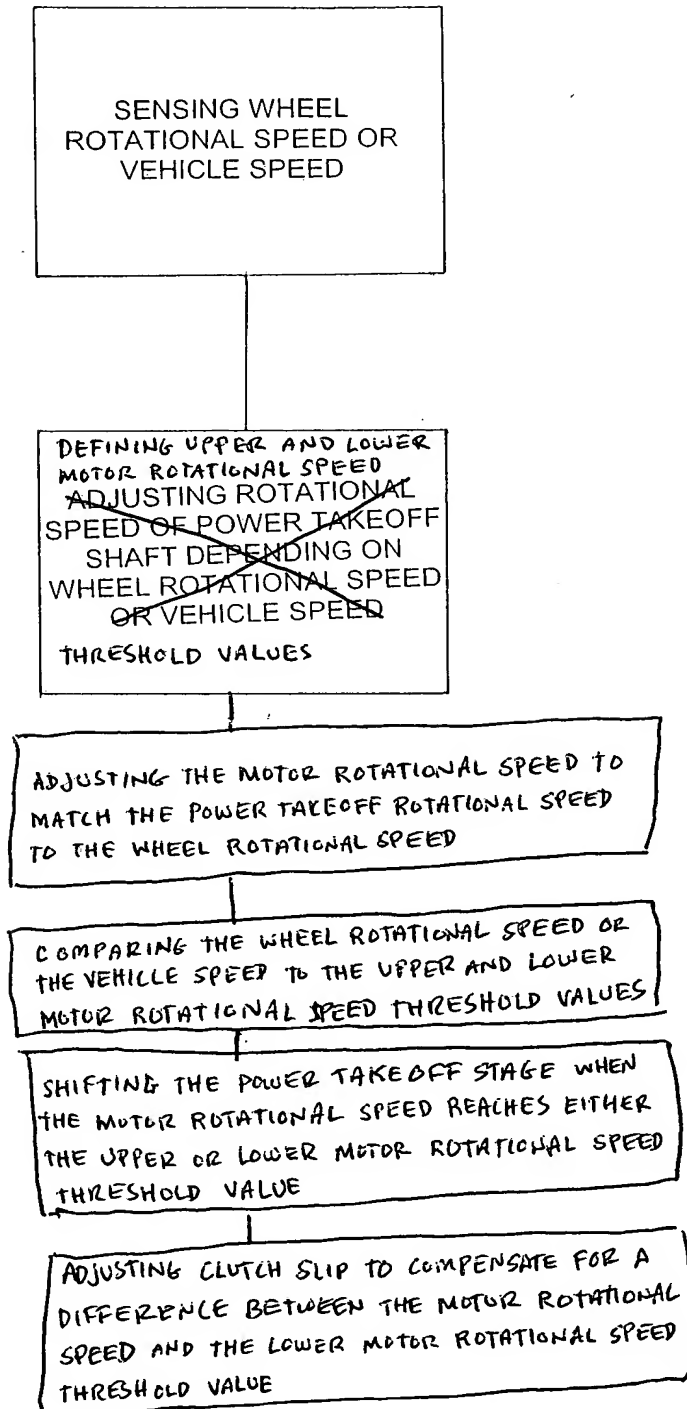 SENSING WHEEL
ROTATIONAL SPEED OR
VEHICLE SPEED
DEFINING UPPER AND LOWER
MOTOR ROTATIONAL SPEED
ADJUSTING ROTATIONAL
SPEED OF POWER TAKEOFF
SHAFT DEPENDING ON
WHEEL ROTATIONAL SPEED
OR VEHICLE SPEED
THRESHOLD VALUES
ADJUSTING THE MOTOR ROTATIONAL SPEED TO
MATCH THE POWER TAKEOFF ROTATIONAL SPEED
TO THE WHEEL ROTATIONAL SPEED
COMPARING THE WHEEL ROTATIONAL SPEED OR
THE VEHICLE SPEED TO THE UPPER AND LOWER
MOTOR ROTATIONAL SPEED THRESHOLD VALUES
SHIFTING THE POWER TAKEOFF STAGE WHEN
THE MOTOR ROTATIONAL SPEED REACHES EITHER
THE UPPER OR LOWER MOTOR ROTATIONAL SPEED
THRESHOLD VALUE
ADJUSTING CLUTCH SLIP TO COMPENSATE FOR A
DIFFERENCE BETWEEN THE MOTOR ROTATIONAL
SPEED AND THE LOWER MOTOR ROTATIONAL SPEED
THRESHOLD VALUE